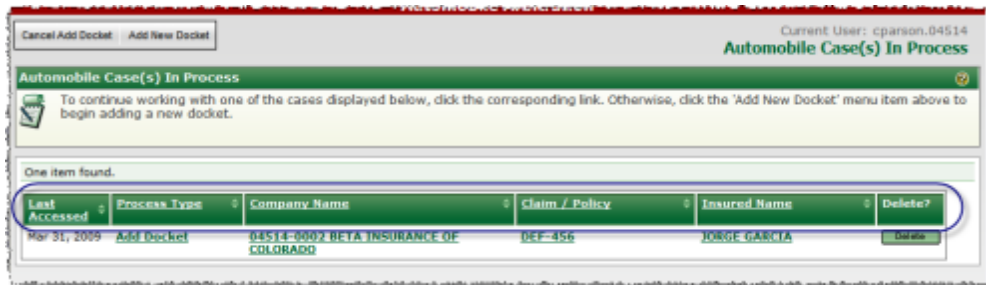 Cancel Add Docket Add New Docket
Current User: cparson.04514
Automobile Case(s) In Process
Automobile Case(s) In Process
To continue working with one of the cases displayed below, click the corresponding link. Otherwise, click the 'Add New Docket' menu item above to
begin adding a new docket.
One item found.
Last Accessed Process Type Company Name Claim / Policy Insured Name Delete?
Mar 31, 2009 Add Docket 04514-0002 BETA INSURANCE OF COLORADO DEF-456 JORGE GARCIA Delete